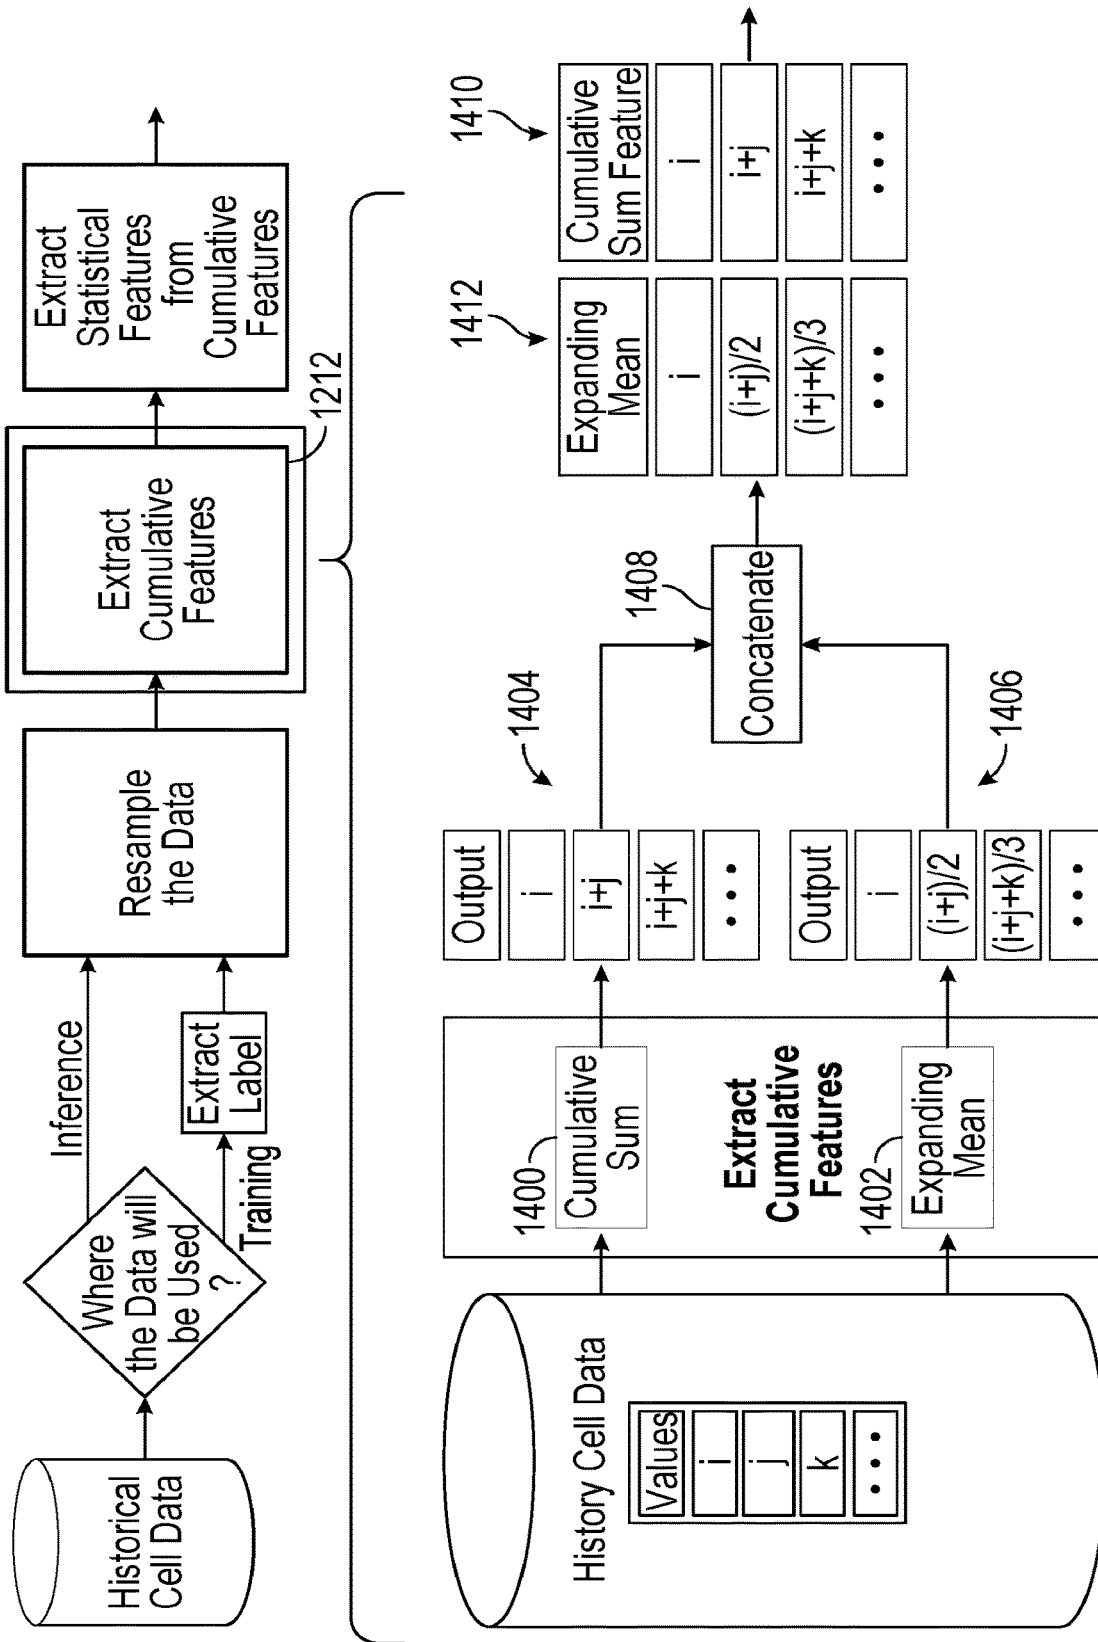 Historical
Cell Data
Where
the Data will
be Used
?
Inference
Training
Extract
Label
Resample
the Data
Extract
Cumulative
Features
1212
Extract
Statistical
Features
from
Cumulative
Features
History Cell Data
Values
i
j
k
•••
1400
Cumulative
Sum
Extract
Cumulative
Features
1402
Expanding
Mean
1404
Output
i
i+j
i+j+k
•••
1406
Output
i
(i+j)/2
(i+j+k)/3
•••
1408
Concatenate
1412
Expanding
Mean
i
(i+j)/2
(i+j+k)/3
•••
1410
Cumulative
Sum Feature
i
i+j
i+j+k
•••